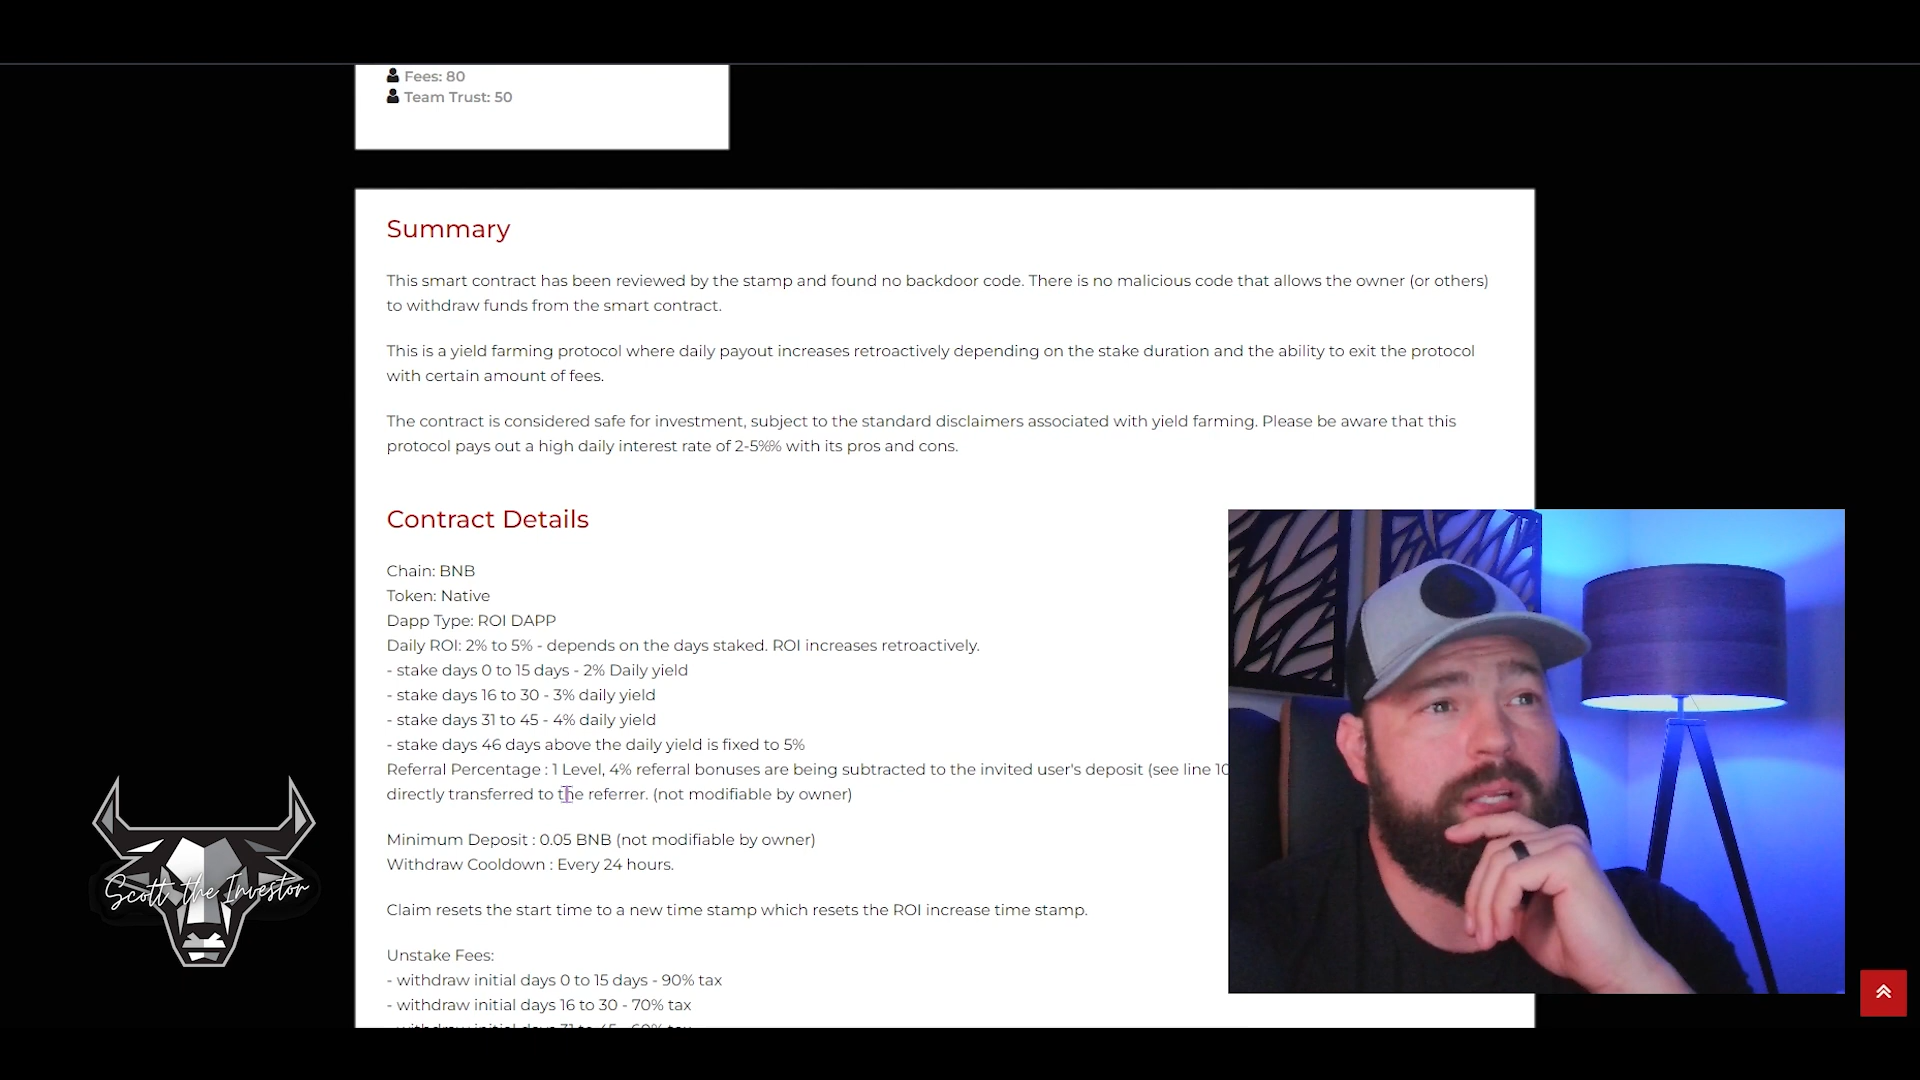 Fees: 80
Team Trust: 50
Summary
This smart contract has been reviewed by the stamp and found no backdoor code. There is no malicious code that allows the owner (or others)
to withdraw funds from the smart contract.
This is a yield farming protocol where daily payout increases retroactively depending on the stake duration and the ability to exit the protocol
with certain amount of fees.
The contract is considered safe for investment, subject to the standard disclaimers associated with yield farming. Please be aware that this
protocol pays out a high daily interest rate of 2-5%% with its pros and cons.
Contract Details
Chain: BNB
Token: Native
Dapp Type: ROI DAPP
Daily ROI: 2% to 5% - depends on the days staked. ROI increases retroactively.
- stake days 0 to 15 days - 2% Daily yield
- stake days 16 to 30 - 3% daily yield
- stake days 31 to 45 - 4% daily yield
- stake days 46 days above the daily yield is fixed to 5%
Referral Percentage : 1 Level, 4% referral bonuses are being subtracted to the invited user's deposit (see line 10
directly transferred to the referrer. (not modifiable by owner)
Minimum Deposit : 0.05 BNB (not modifiable by owner)
Withdraw Cooldown : Every 24 hours.
Claim resets the start time to a new time stamp which resets the ROI increase time stamp.
Unstake Fees:
- withdraw initial days 0 to 15 days - 90% tax
- withdraw initial days 16 to 30 - 70% tax
- withdraw initial days 31 to 45 - 60% tax
Scott the Investor